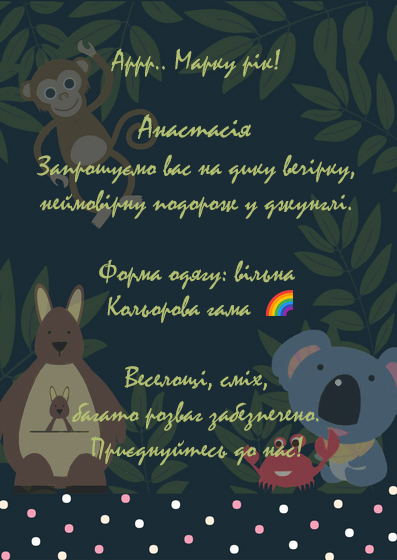 Аррр.. Марку рік!
Анастасія
Запрошуємо вас на дику вечірку,
неймовірну подорож у джунглі.
Форма одягу: вільна
Кольорова гама 🌈
Веселощі, сміх,
багато розваг забезпечено.
Приєднуйтесь до нас!